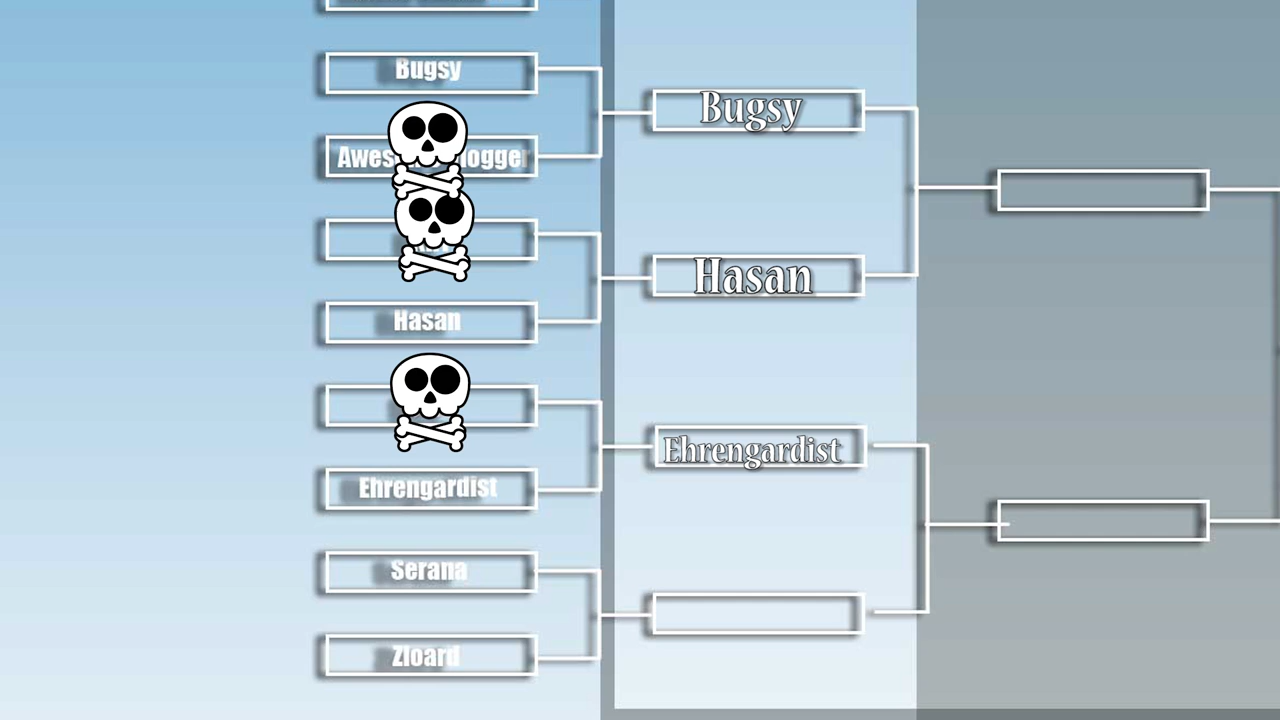 Bugsy
Bugsy
Hasan
Hasan
Ehrengardist
Ehrengardist
Serana
Zloard